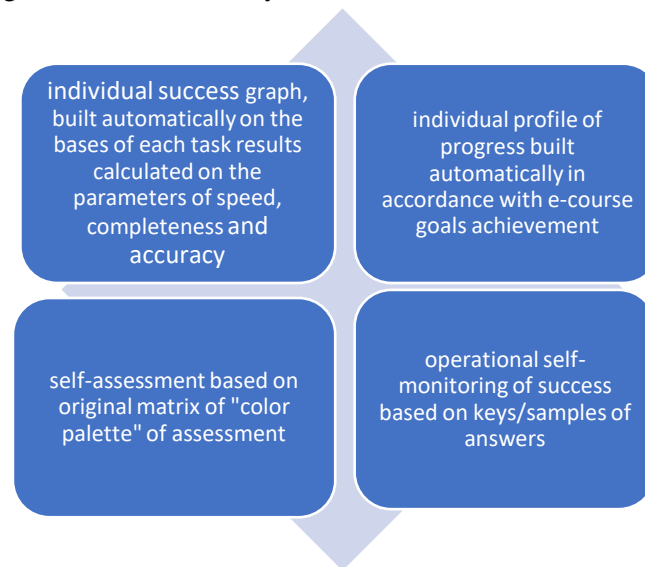 individual success graph,
built automatically on the
bases of each task results
calculated on the
parameters of speed,
completeness and
accuracy
individual profile of
progress built
automatically in
accordance with e-course
goals achievement
self-assessment based on
original matrix of "color
palette" of assessment
operational self-
monitoring of success
based on keys/samples of
answers